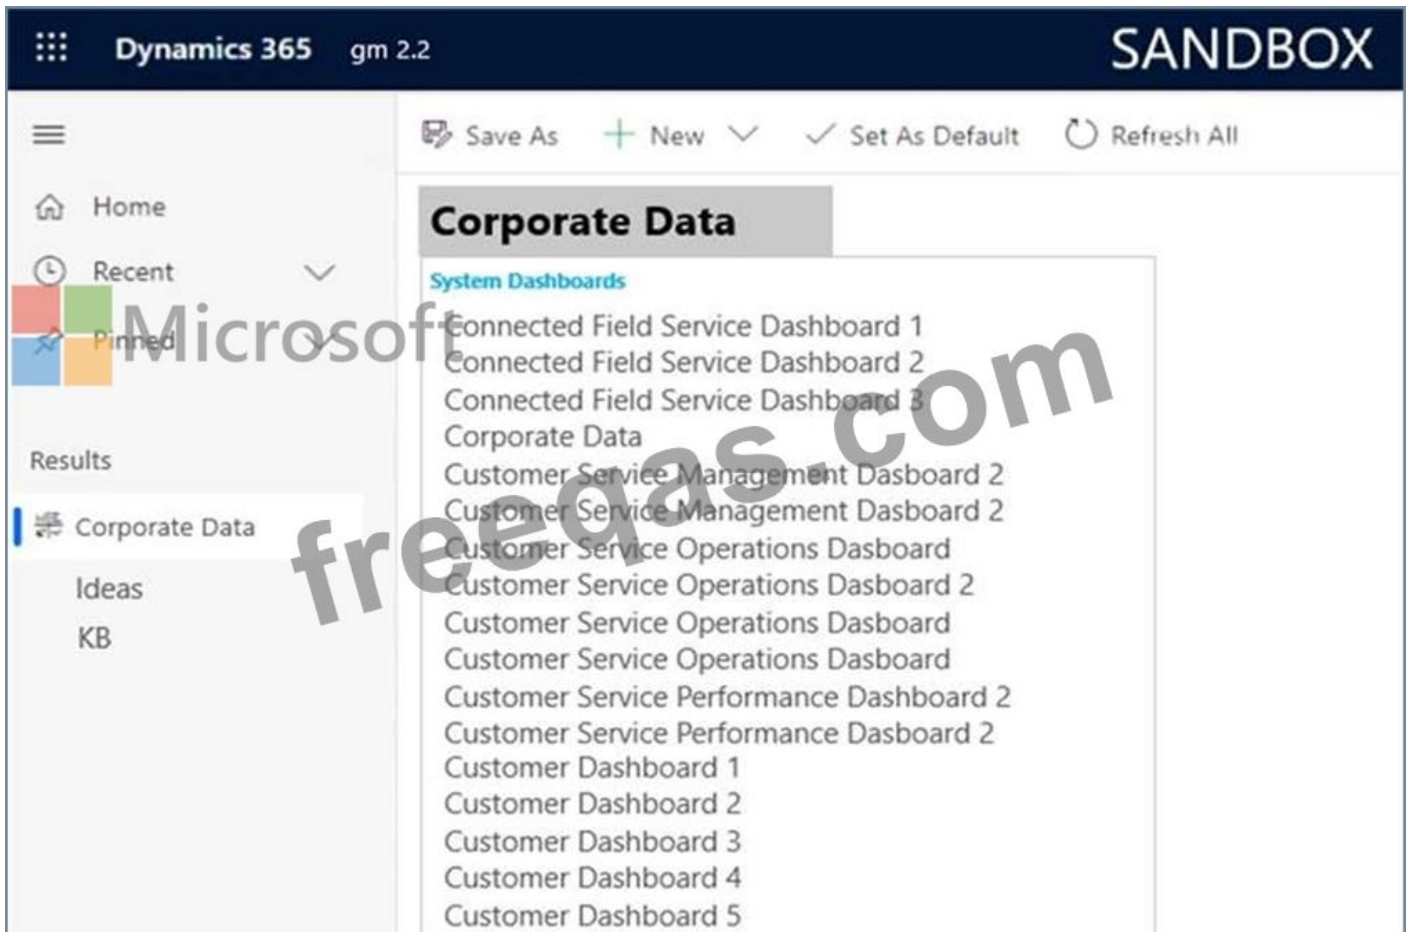 Dynamics 365 gm 2.2 SANDBOX
Save As New Set As Default Refresh All
Home
Recent
Pinned
Results
Corporate Data
Ideas
KB
Corporate Data
System Dashboards
Connected Field Service Dashboard 1
Connected Field Service Dashboard 2
Connected Field Service Dashboard 3
Corporate Data
Customer Service Management Dasboard 2
Customer Service Management Dasboard 2
Customer Service Operations Dasboard
Customer Service Operations Dasboard 2
Customer Service Operations Dasboard
Customer Service Operations Dasboard
Customer Service Performance Dashboard 2
Customer Service Performance Dasboard 2
Customer Dashboard 1
Customer Dashboard 2
Customer Dashboard 3
Customer Dashboard 4
Customer Dashboard 5
Microsoft
freeqas.com